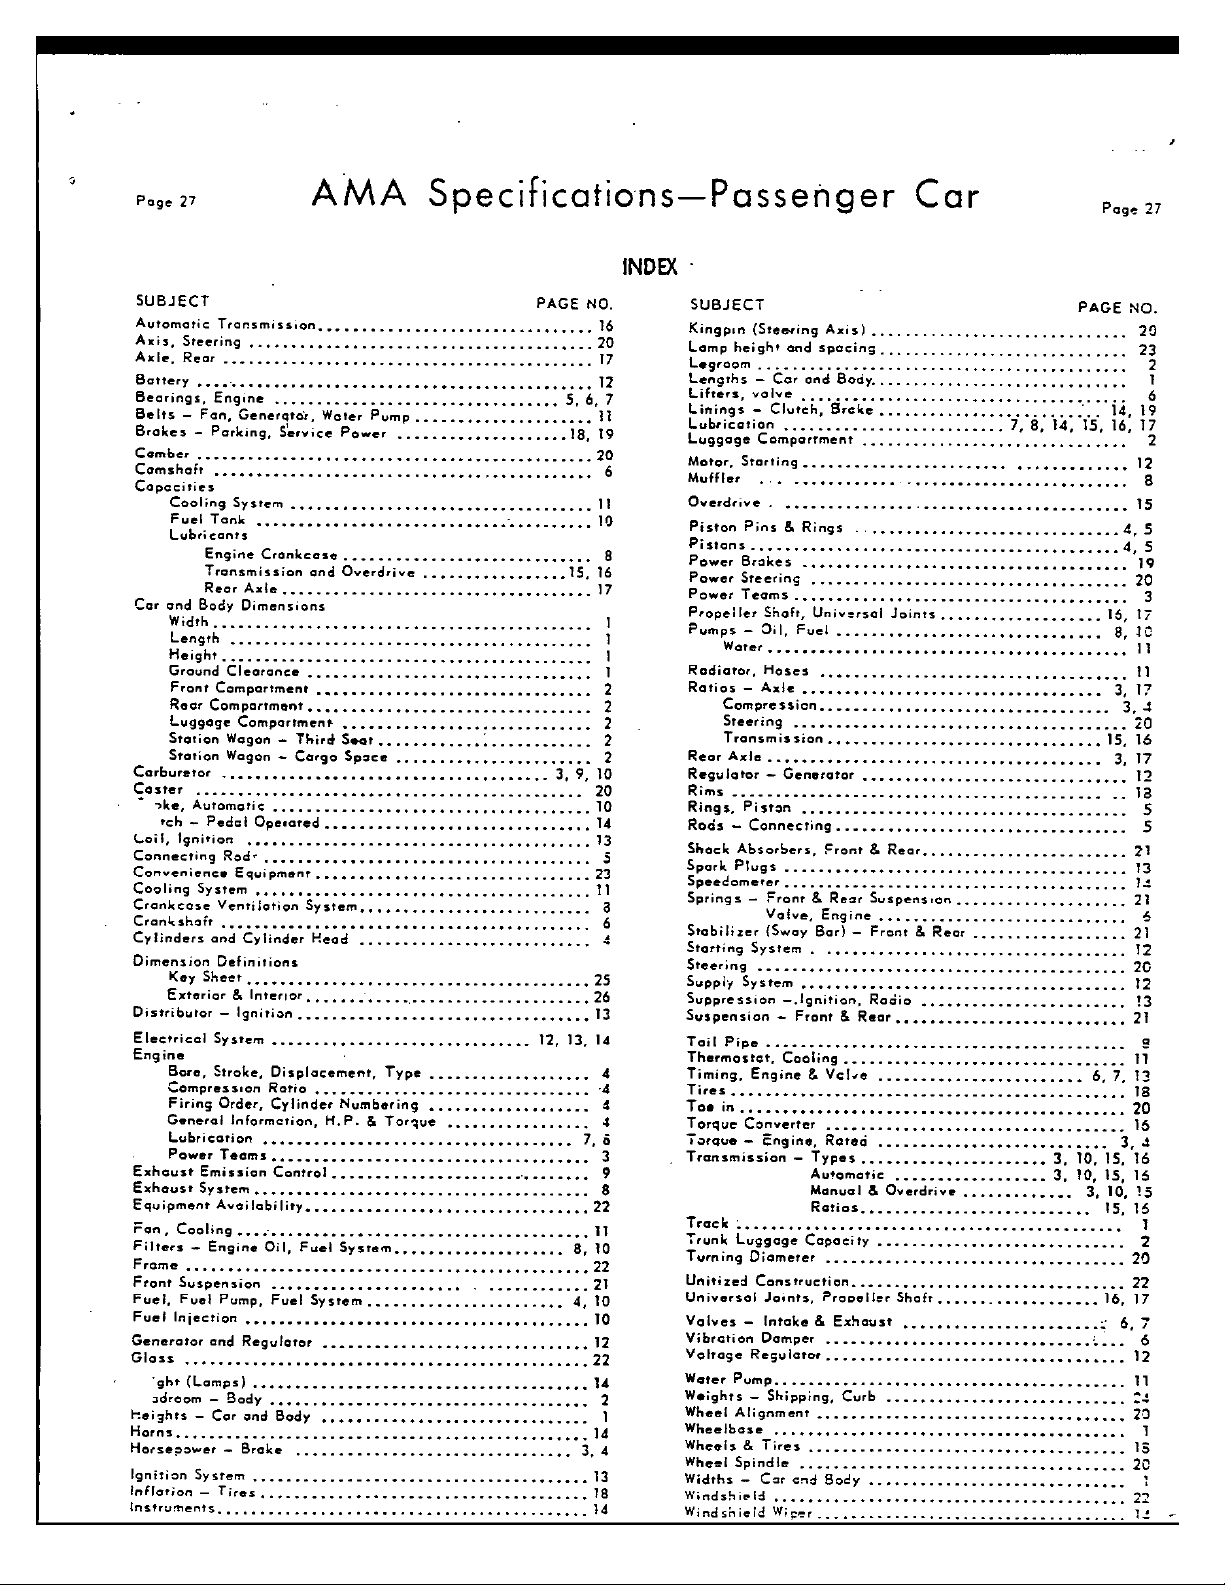 Page 27
AMA Specifications—Passenger Car
Page 27
INDEX
SUBJECT PAGE NO.
Automatic Transmission 16
Axis, Steering 20
Axle, Rear 17
Battery 12
Bearings, Engine 5, 6, 7
Belts – Fan, Generator, Water Pump 11
Brakes – Parking, Service Power 18, 19
Camber 20
Camshaft 6
Capacities
Cooling System 11
Fuel Tank 10
Lubricants
Engine Crankcase 8
Transmission and Overdrive 15, 16
Rear Axle 17
Car and Body Dimensions
Width 1
Length 1
Height 1
Ground Clearance 1
Front Compartment 2
Rear Compartment 2
Luggage Compartment 2
Station Wagon – Third Seat 2
Station Wagon – Cargo Space 2
Carburetor 3, 9, 10
Caster 20
oke, Automatic 10
tch – Pedal Operated 14
Coil, Ignition 13
Connecting Rod 5
Convenience Equipment 23
Cooling System 11
Crankcase Ventilation System 8
Crankshaft 6
Cylinders and Cylinder Head 4
Dimension Definitions
Key Sheet 25
Exterior & Interior 26
Distributor – Ignition 13
Electrical System 12, 13, 14
Engine
Bore, Stroke, Displacement, Type 4
Compression Ratio 4
Firing Order, Cylinder Numbering 4
General Information, H.P. & Torque 4
Lubrication 7, 8
Power Teams 3
Exhaust Emission Control 9
Exhaust System 8
Equipment Availability 22
Fan, Cooling 11
Filters – Engine Oil, Fuel System 8, 10
Frame 22
Front Suspension 21
Fuel, Fuel Pump, Fuel System 4, 10
Fuel Injection 10
Generator and Regulator 12
Glass 22
ght (Lamps) 14
adroom – Body 2
Heights – Car and Body 1
Horns 14
Horsepower – Brake 3, 4
Ignition System 13
Inflation – Tires 18
Instruments 14
SUBJECT PAGE NO.
Kingpin (Steering Axis) 20
Lamp height and spacing 23
Legroom 2
Lengths – Car and Body 1
Lifters, valve 6
Linings – Clutch, Brake 14, 19
Lubrication 7, 8, 14, 15, 16, 17
Luggage Compartment 2
Motor, Starting 12
Muffler 8
Overdrive 15
Piston Pins & Rings 4, 5
Pistons 4, 5
Power Brakes 19
Power Steering 20
Power Teams 3
Propeller Shaft, Universal Joints 16, 17
Pumps – Oil, Fuel 8, 10
Water 11
Radiator, Hoses 11
Ratios – Axle 3, 17
Compression 3, 4
Steering 20
Transmission 15, 16
Rear Axle 3, 17
Regulator – Generator 12
Rims 18
Rings, Piston 5
Rods – Connecting 5
Shock Absorbers, Front & Rear 21
Spark Plugs 13
Speedometer 14
Springs – Front & Rear Suspension 21
Valve, Engine 6
Stabilizer (Sway Bar) – Front & Rear 21
Starting System 12
Steering 20
Supply System 12
Suppression – Ignition, Radio 13
Suspension – Front & Rear 21
Tail Pipe
Thermostat, Cooling 11
Timing, Engine & Valve 6, 7, 13
Tires 18
Toe in 20
Torque Converter 16
Torque – Engine, Rated 3, 4
Transmission – Types 3, 10, 15, 16
Automatic 3, 10, 15, 16
Manual & Overdrive 3, 10, 15
Ratios 15, 16
Track 1
Trunk Luggage Capacity 2
Turning Diameter 20
Unitized Construction 22
Universal Joints, Propeller Shaft 16, 17
Valves – Intake & Exhaust 6, 7
Vibration Damper 6
Voltage Regulator 12
Water Pump 11
Weights – Shipping, Curb 24
Wheel Alignment 20
Wheelbase 1
Wheels & Tires 18
Wheel Spindle 20
Widths – Car and Body 1
Windshield 22
Windshield Wiper 14